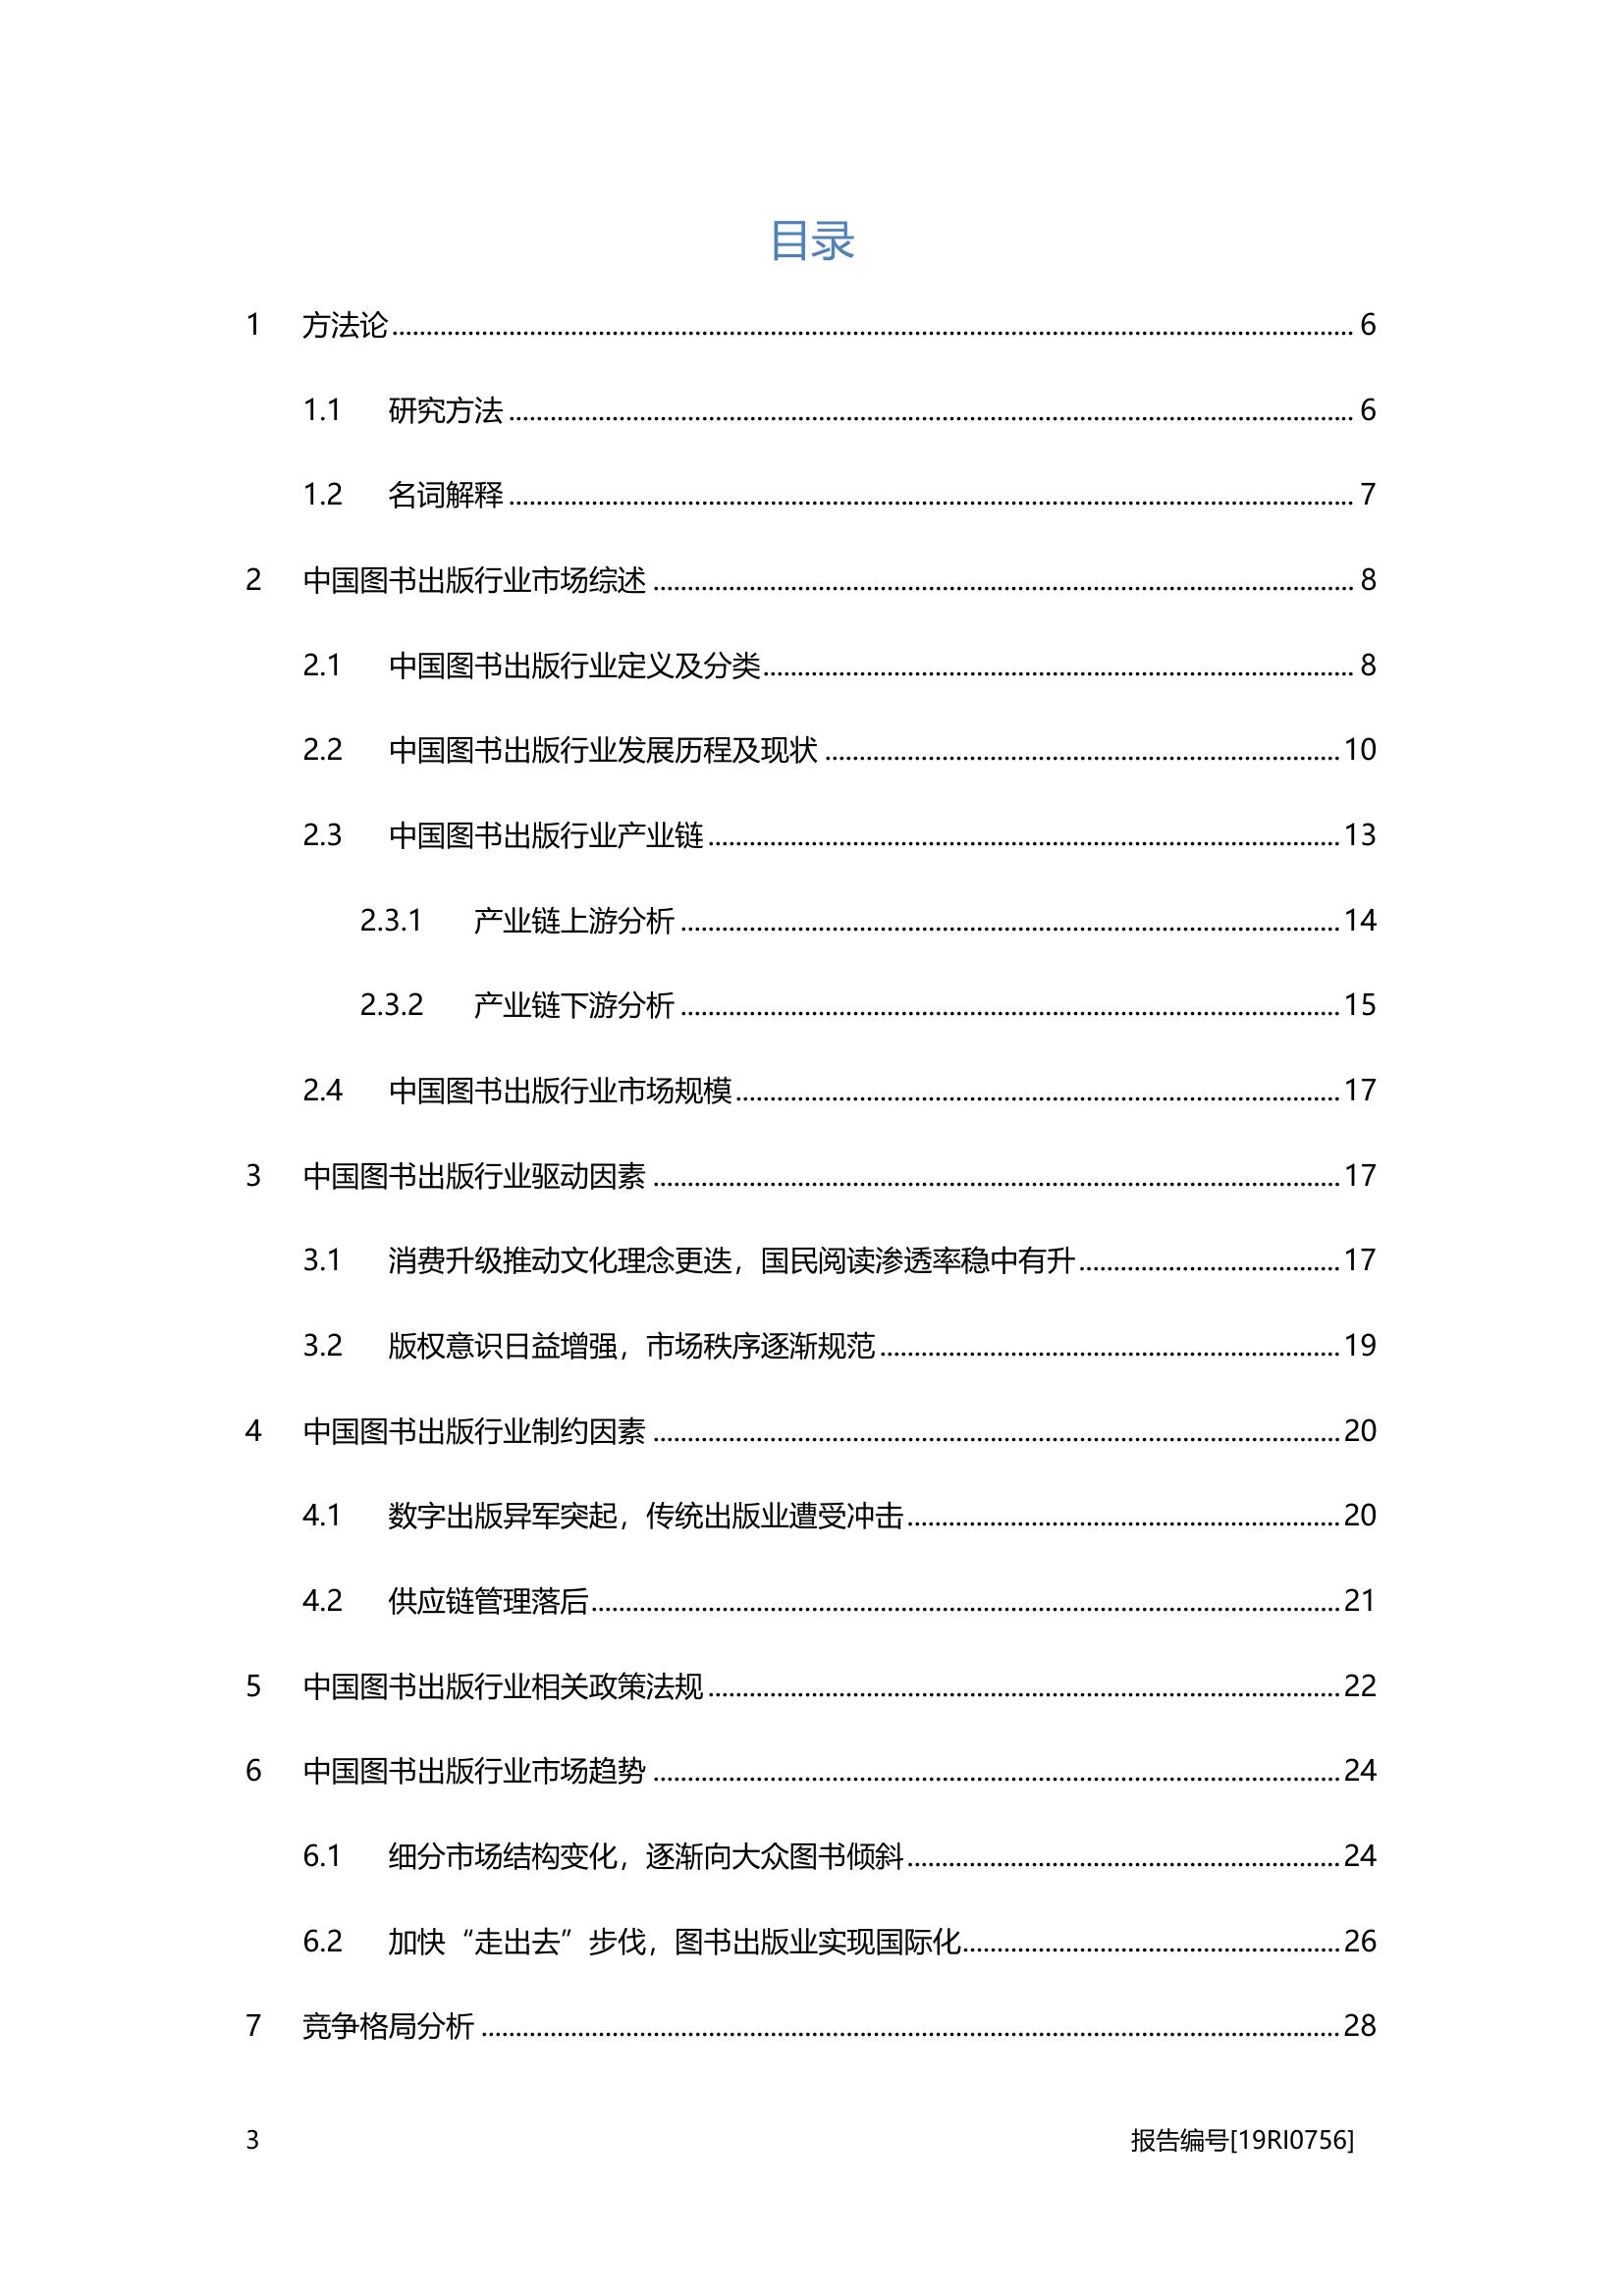 目录
1 方法论 6
1.1 研究方法 6
1.2 名词解释 7
2 中国图书出版行业市场综述 8
2.1 中国图书出版行业定义及分类 8
2.2 中国图书出版行业发展历程及现状 10
2.3 中国图书出版行业产业链 13
2.3.1 产业链上游分析 14
2.3.2 产业链下游分析 15
2.4 中国图书出版行业市场规模 17
3 中国图书出版行业驱动因素 17
3.1 消费升级推动文化理念更迭，国民阅读渗透率稳中有升 17
3.2 版权意识日益增强，市场秩序逐渐规范 19
4 中国图书出版行业制约因素 20
4.1 数字出版异军突起，传统出版业遭受冲击 20
4.2 供应链管理落后 21
5 中国图书出版行业相关政策法规 22
6 中国图书出版行业市场趋势 24
6.1 细分市场结构变化，逐渐向大众图书倾斜 24
6.2 加快“走出去”步伐，图书出版业实现国际化 26
7 竞争格局分析 28
3 报告编号[19RI0756]